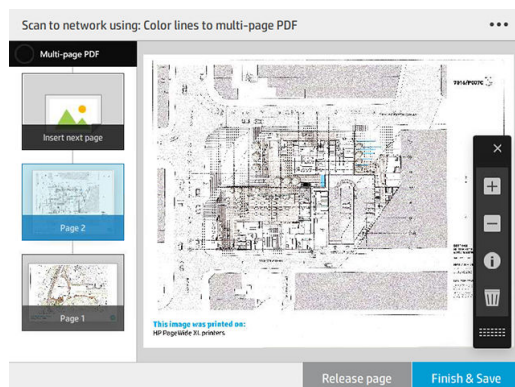 Scan to network using: Color lines to multi-page PDF
Multi-page PDF
Insert next page
Page 2
Page 1
This image was printed on:
HP PageWide XL printers
Release page
Finish & Save